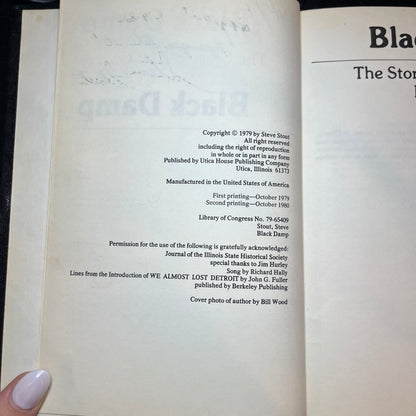 Copyright © 1979 by Steve Stout
All right reserved
including the right of reproduction
in whole or in part in any form
Published by Utica House Publishing Company
Utica, Illinois 61373
Manufactured in the United States of America
First printing—October 1979
Second printing—October 1980
Library of Congress No. 79-65409
Stout, Steve
Black Damp
Permission for the use of the following is gratefully acknowledged:
Journal of the Illinois State Historical Society
special thanks to Jim Hurley
Song by Richard Hally
Lines from the Introduction of WE ALMOST LOST DETROIT by John G. Fuller
published by Berkeley Publishing
Cover photo of author by Bill Wood
Black Damp
The Stor